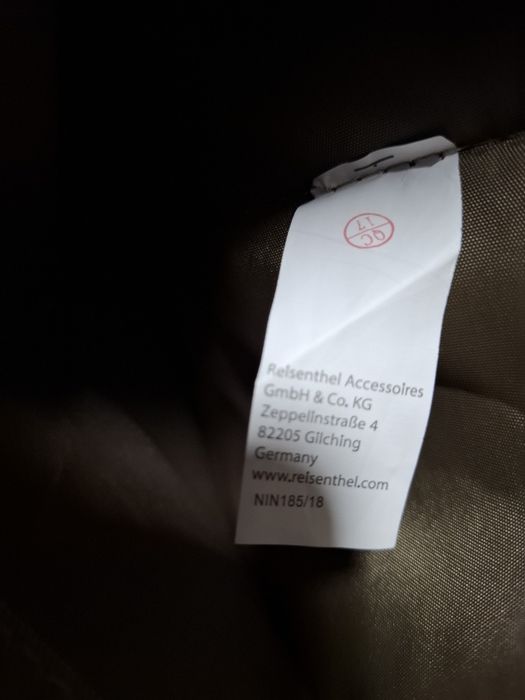 QC
17
Reisenthel Accessoires
GmbH & Co. KG
Zeppelinstraße 4
82205 Gilching
Germany
www.reisenthel.com
NIN185/18